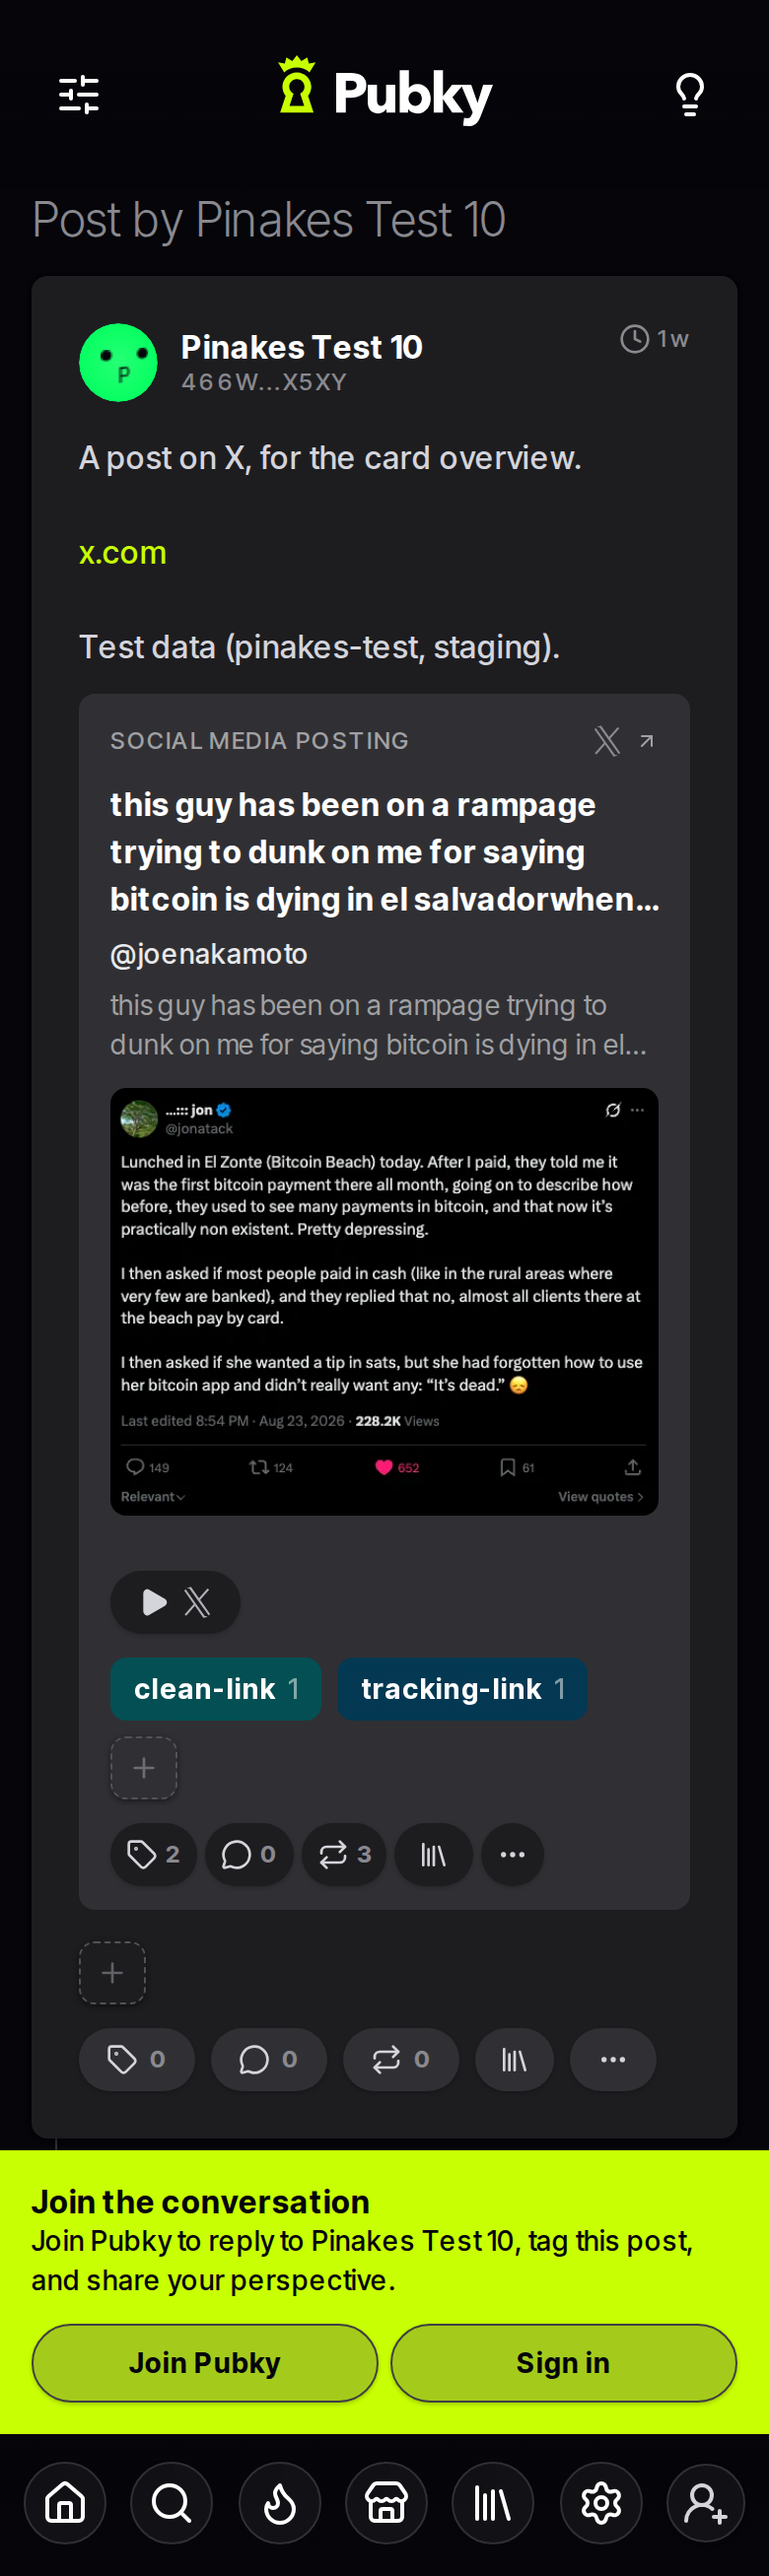 Pubky
Post by Pinakes Test 10
Pinakes Test 10
466W...X5XY
1w
A post on X, for the card overview.
x.com
Test data (pinakes-test, staging).
SOCIAL MEDIA POSTING
this guy has been on a rampage
trying to dunk on me for saying
bitcoin is dying in el salvadorwhen...
@joenakamoto
this guy has been on a rampage trying to
dunk on me for saying bitcoin is dying in el...
...::: jon
@jonatack
Lunched in El Zonte (Bitcoin Beach) today. After I paid, they told me it
was the first bitcoin payment there all month, going on to describe how
before, they used to see many payments in bitcoin, and that now it's
practically non existent. Pretty depressing.
I then asked if most people paid in cash (like in the rural areas where
very few are banked), and they replied that no, almost all clients there at
the beach pay by card.
I then asked if she wanted a tip in sats, but she had forgotten how to use
her bitcoin app and didn't really want any: “It's dead.” 😞
Last edited 8:54 PM · Aug 23, 2026 · 228.2K Views
149 124 652 61
Relevant View quotes
clean-link 1 tracking-link 1
2 0 3
0 0 0
Join the conversation
Join Pubky to reply to Pinakes Test 10, tag this post,
and share your perspective.
Join Pubky Sign in